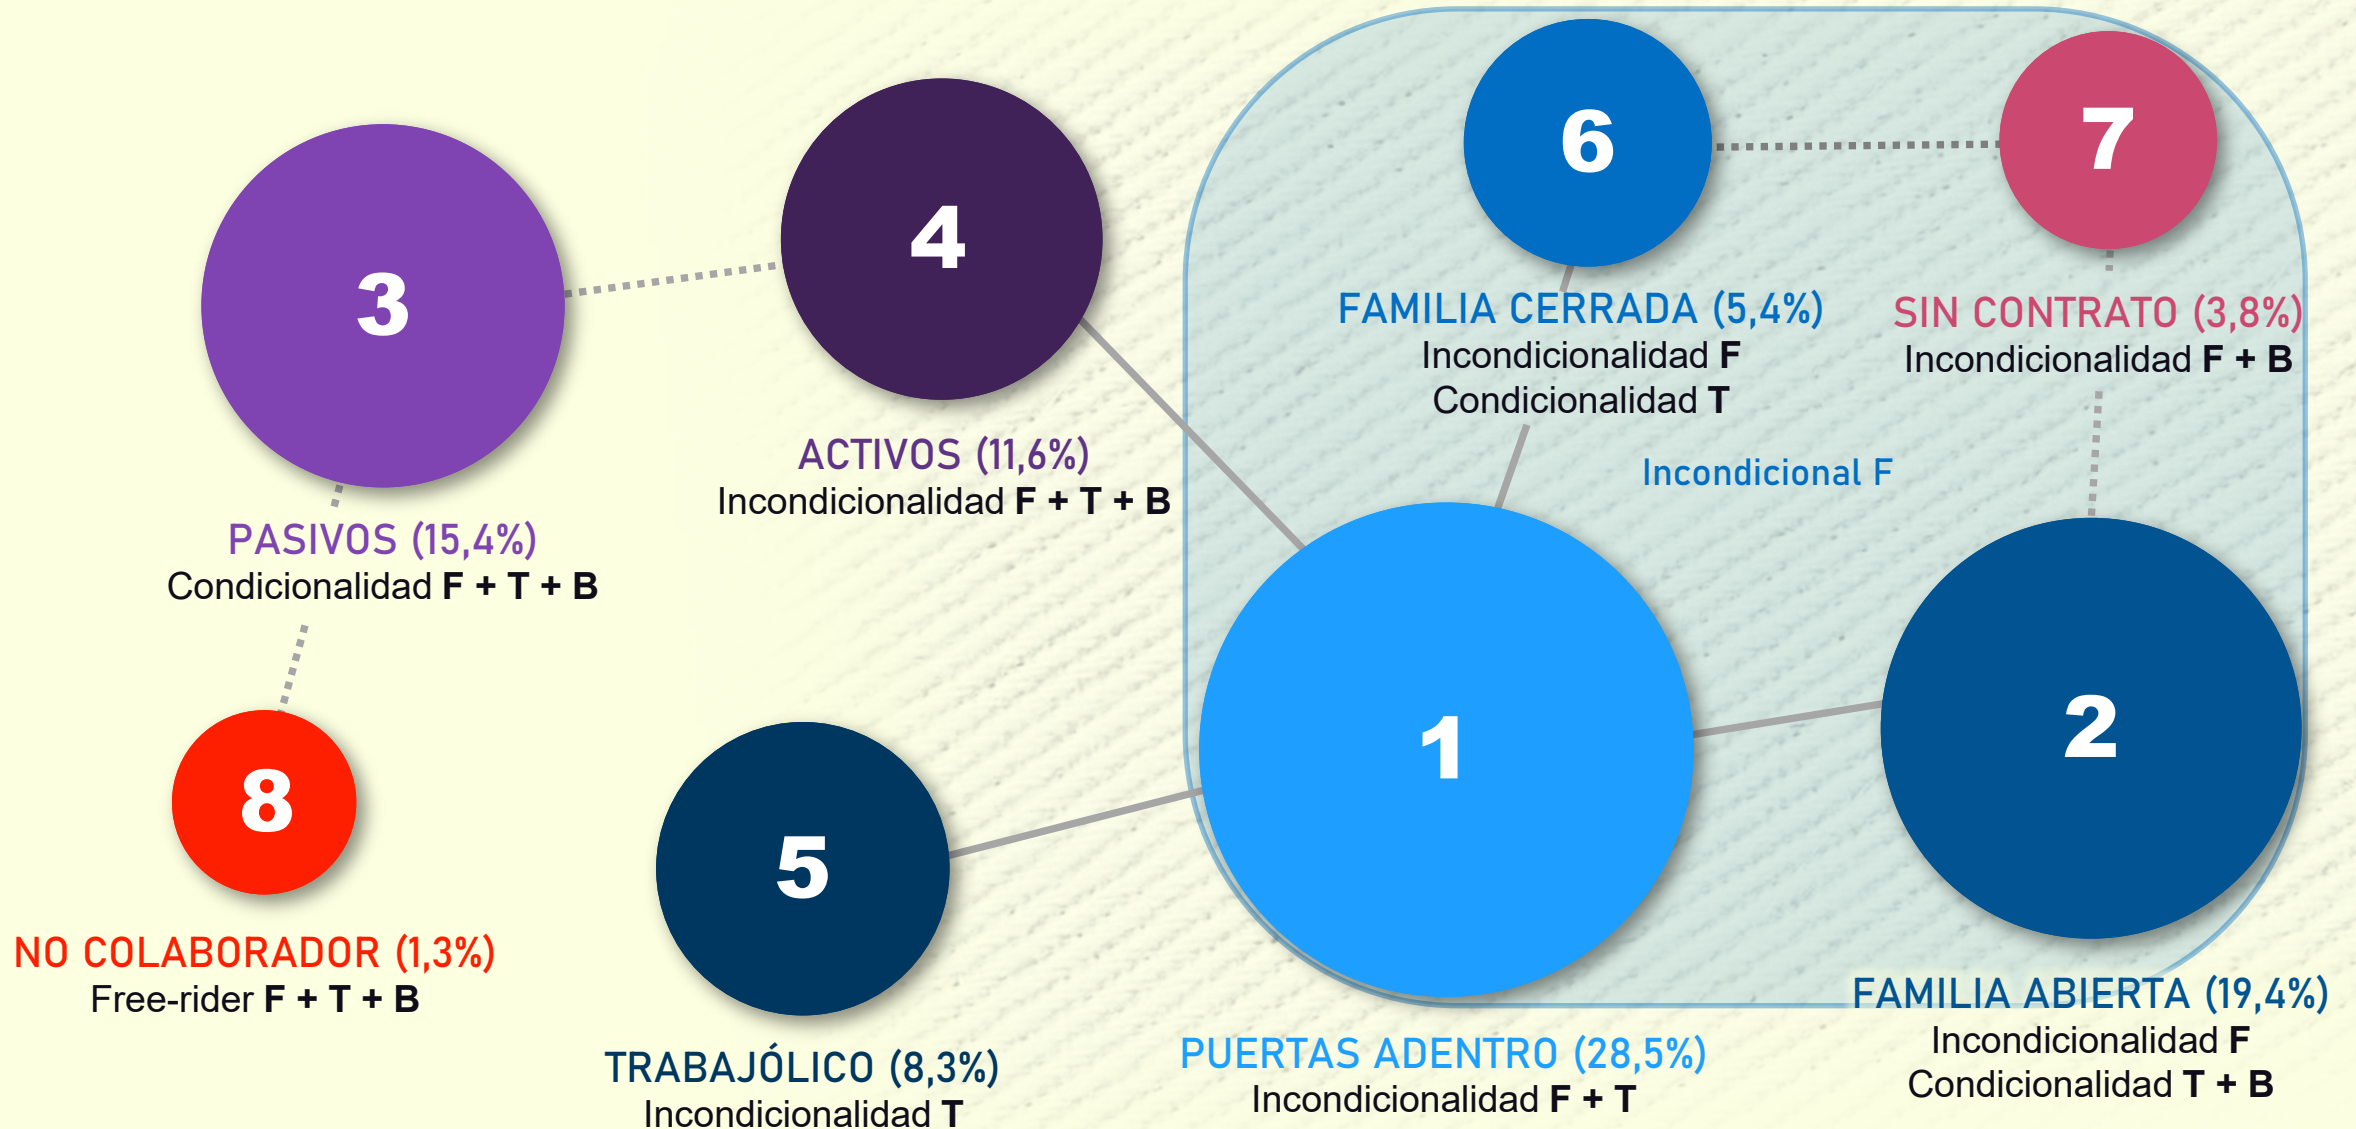 6
7
4
3
FAMILIA CERRADA (5,4%)
Incondicionalidad F
Condicionalidad T
SIN CONTRATO (3,8%)
Incondicionalidad F + B
ACTIVOS (11,6%)
Incondicionalidad F + T + B
Incondicional F
PASIVOS (15,4%)
Condicionalidad F + T + B
1
2
8
5
NO COLABORADOR (1,3%)
Free-rider F + T + B
TRABAJÓLICO (8,3%)
Incondicionalidad T
PUERTAS ADENTRO (28,5%)
Incondicionalidad F + T
FAMILIA ABIERTA (19,4%)
Incondicionalidad F
Condicionalidad T + B